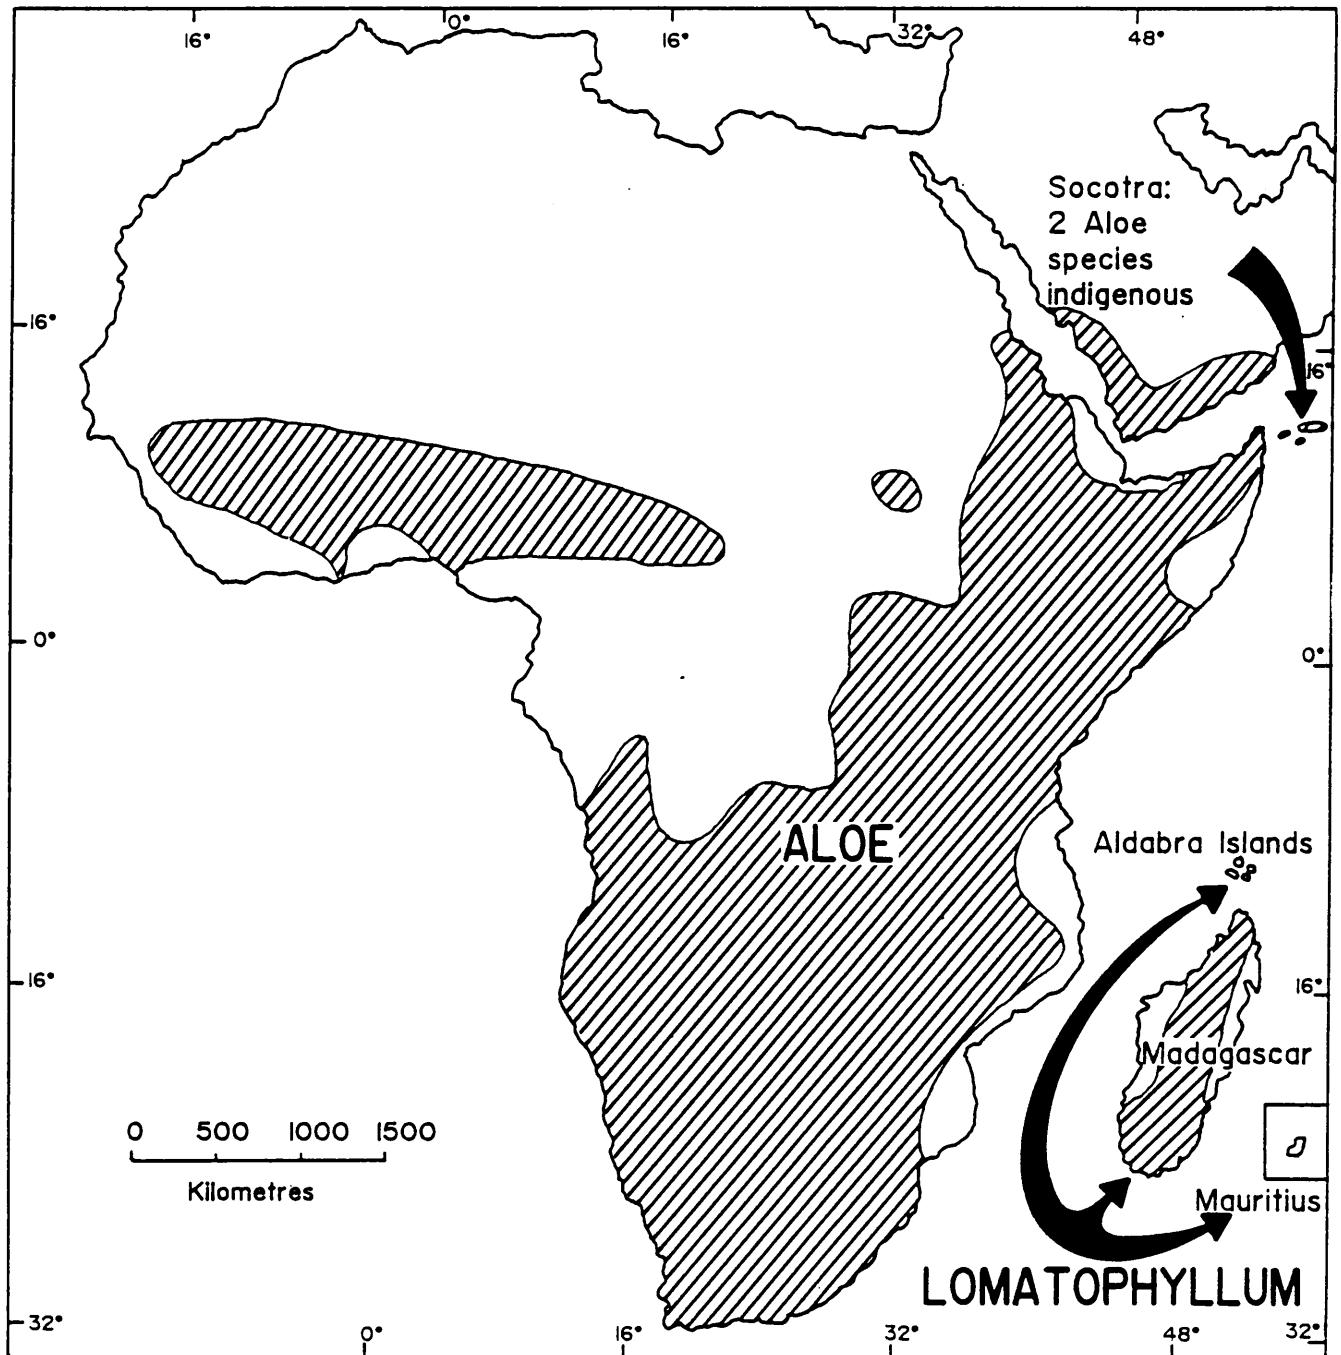 16° 0° 16° 32° 48°
Socotra:
2 Aloe
species
indigenous
16°
16°
0°
0°
ALOE
Aldabra Islands
16°
16°
Madagascar
0 500 1000 1500
Kilometres
Mauritius
LOMATOPHYLLUM
32°
32°
0° 16° 32° 48°